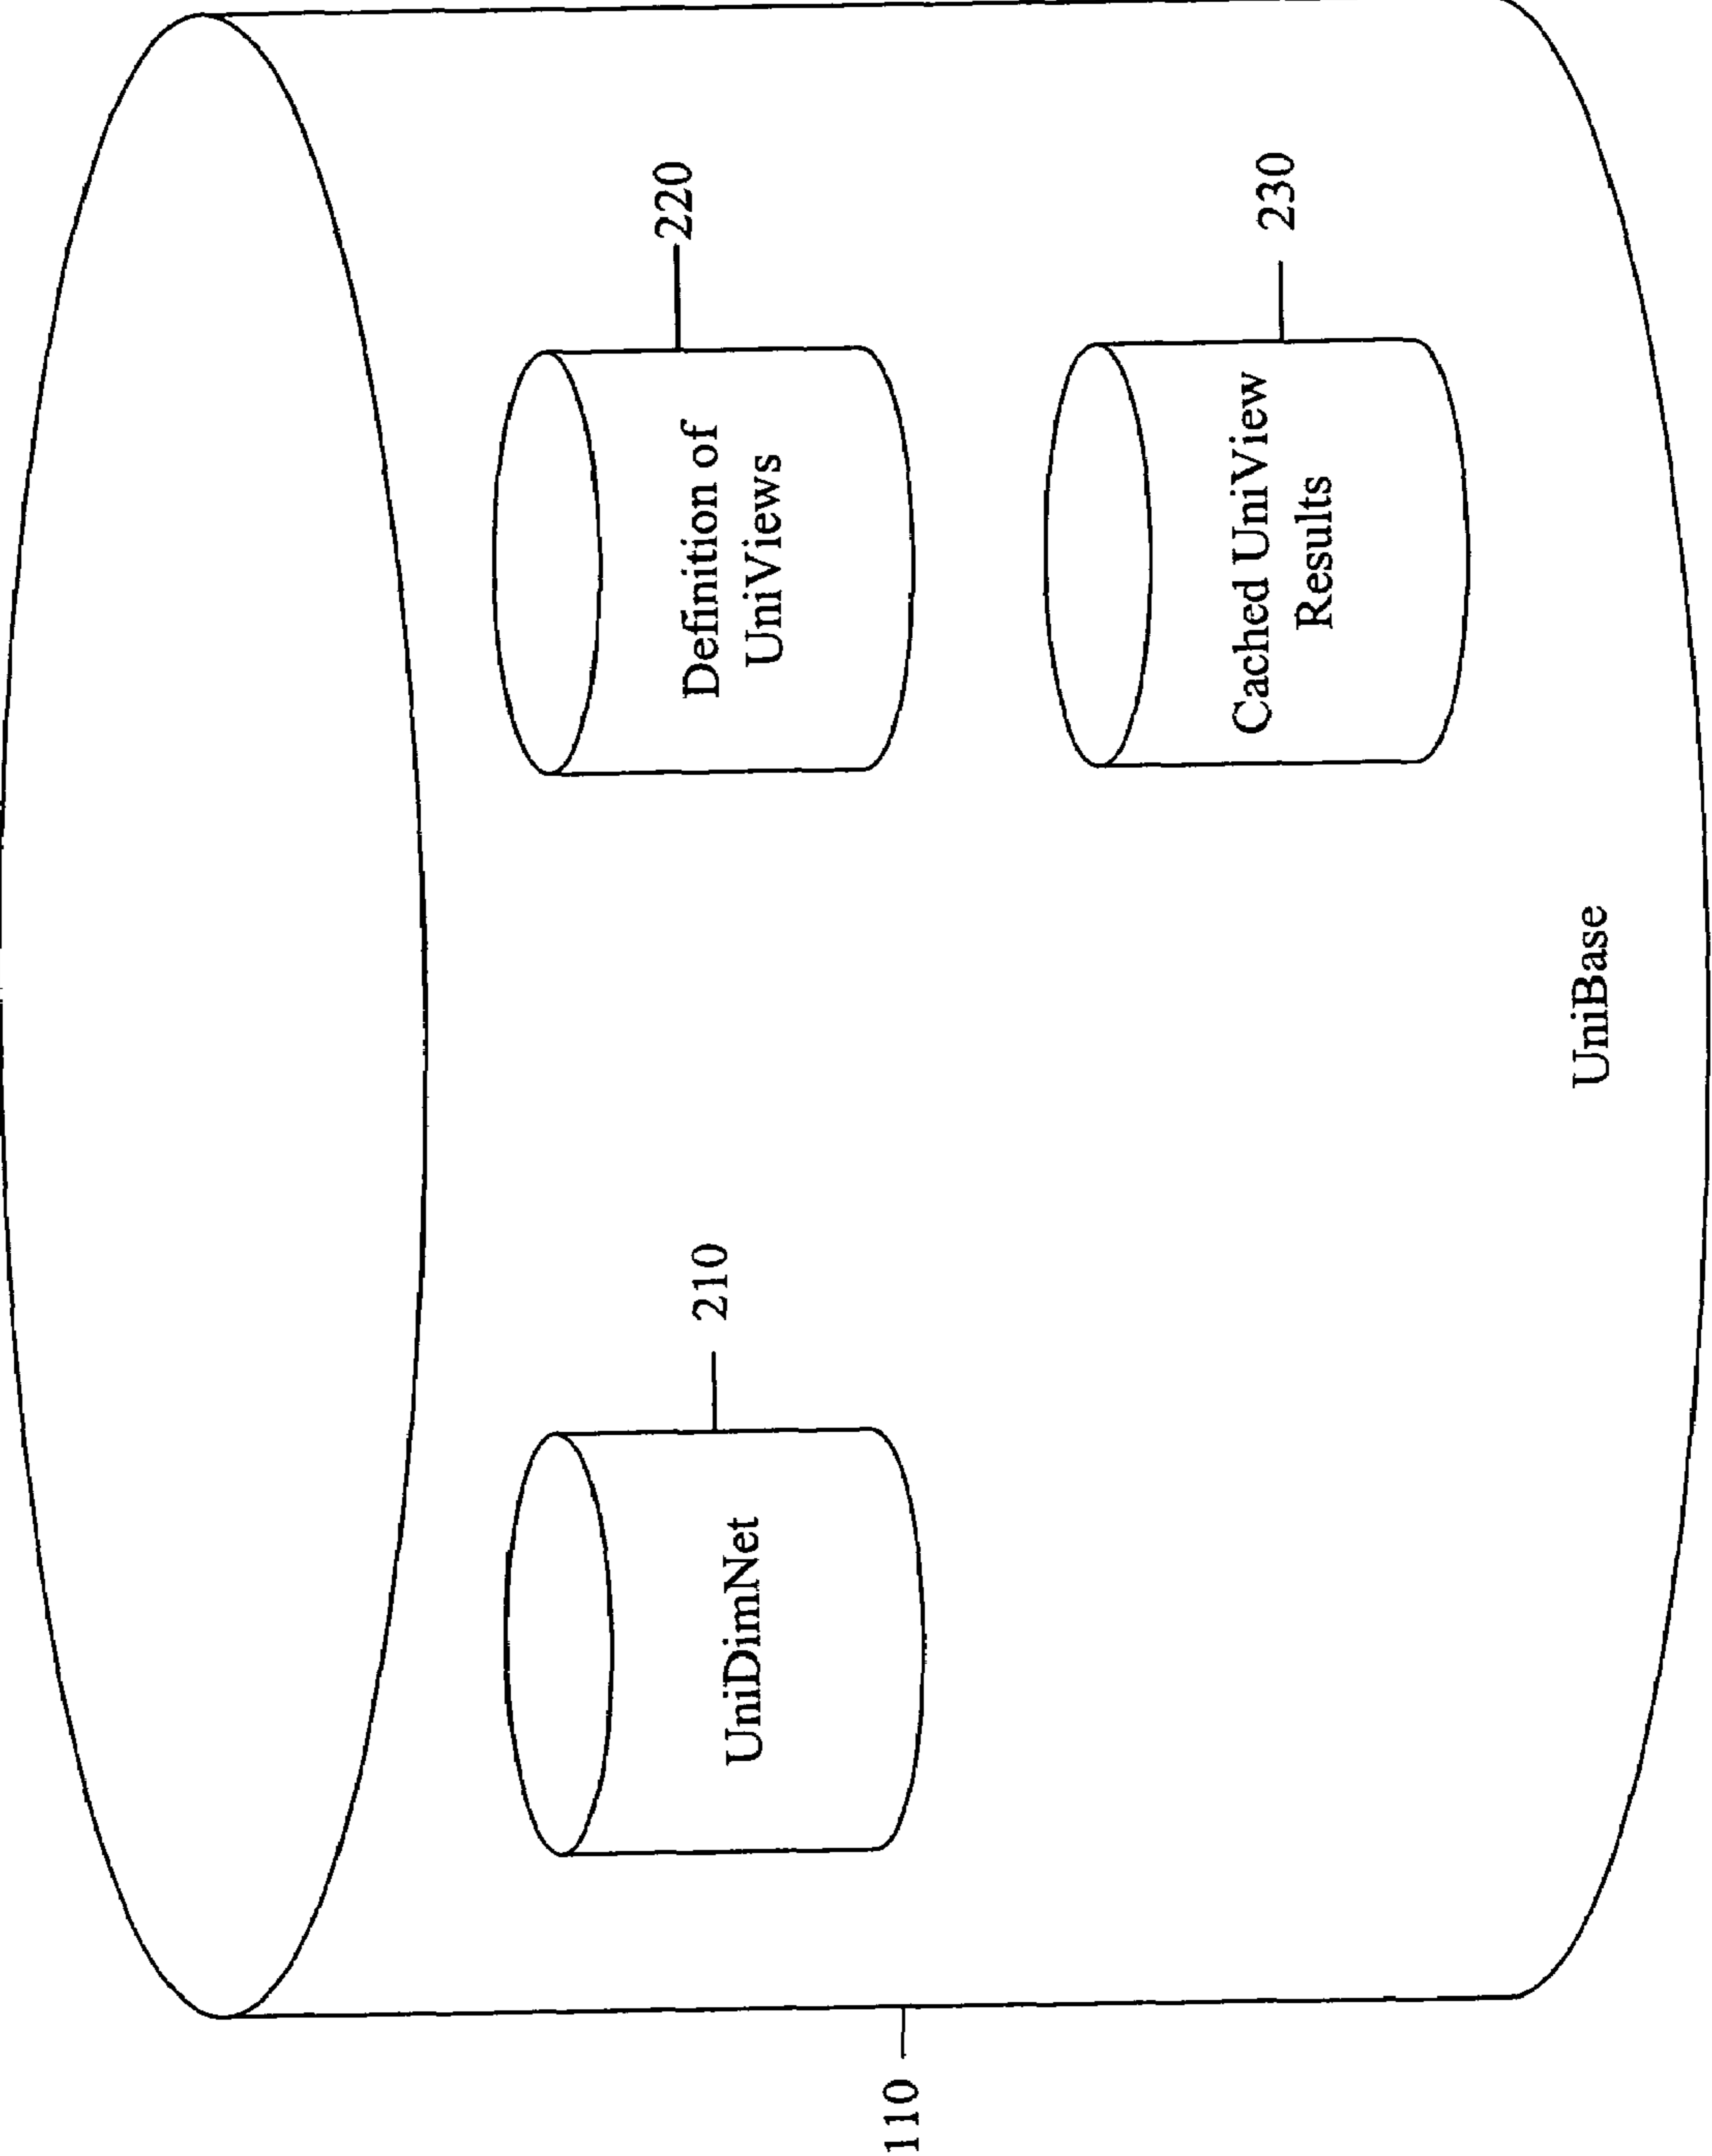 110
UniDimNet
210
Definition of
UniViews
220
Cached UniView
Results
230
UniBase